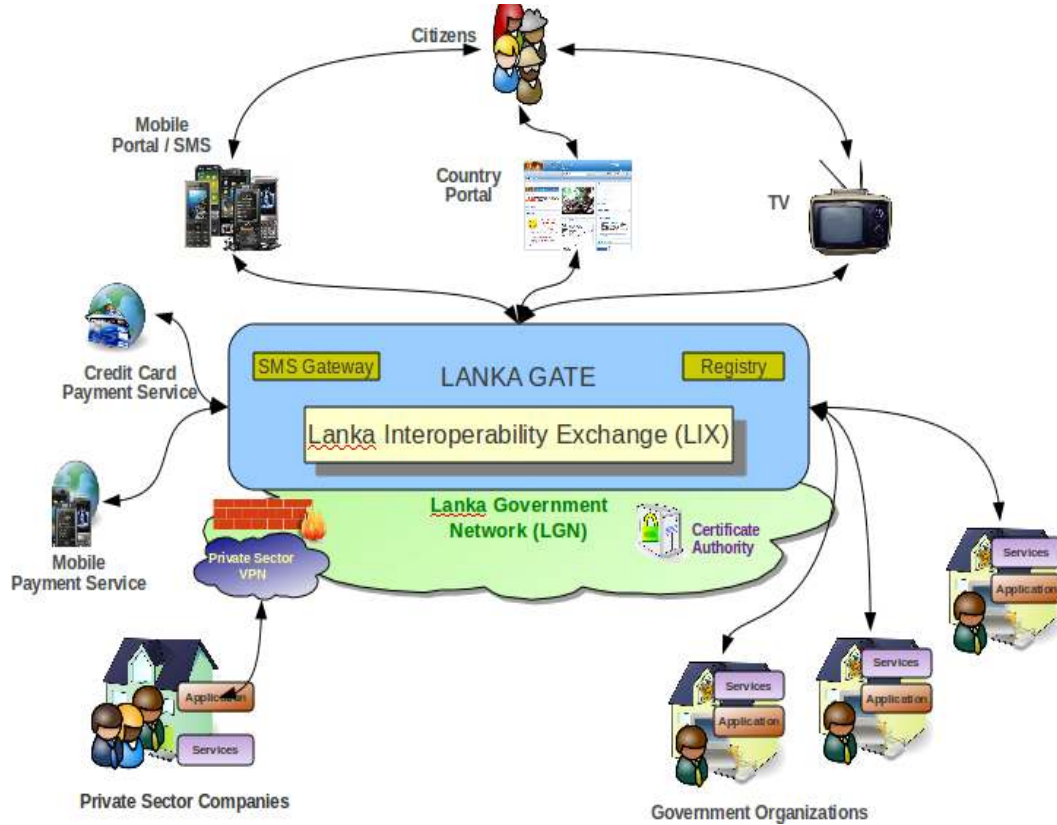 Citizens
Mobile
Portal / SMS
Country
Portal
TV
Credit Card
Payment Service
SMS Gateway
LANKA GATE
Registry
Lanka Interoperability Exchange (LIX)
Mobile
Payment Service
Lanka Government
Network (LGN)
Certificate
Authority
Private Sector
VPN
Application
Services
Private Sector Companies
Services
Application
Services
Application
Services
Application
Government Organizations